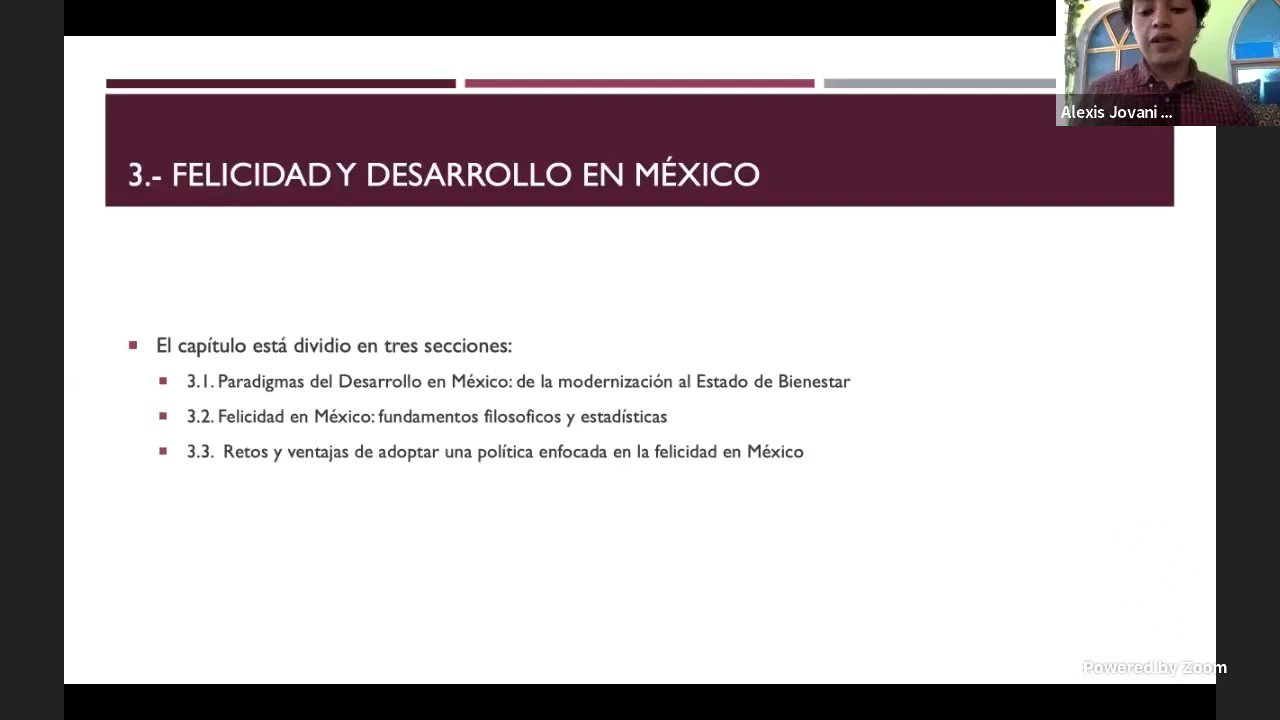 Alexis Jovani ...
3.- FELICIDAD Y DESARROLLO EN MÉXICO
El capítulo está dividio en tres secciones:
3.1. Paradigmas del Desarrollo en México: de la modernización al Estado de Bienestar
3.2. Felicidad en México: fundamentos filosoficos y estadísticas
3.3. Retos y ventajas de adoptar una política enfocada en la felicidad en México
Powered by Zoom